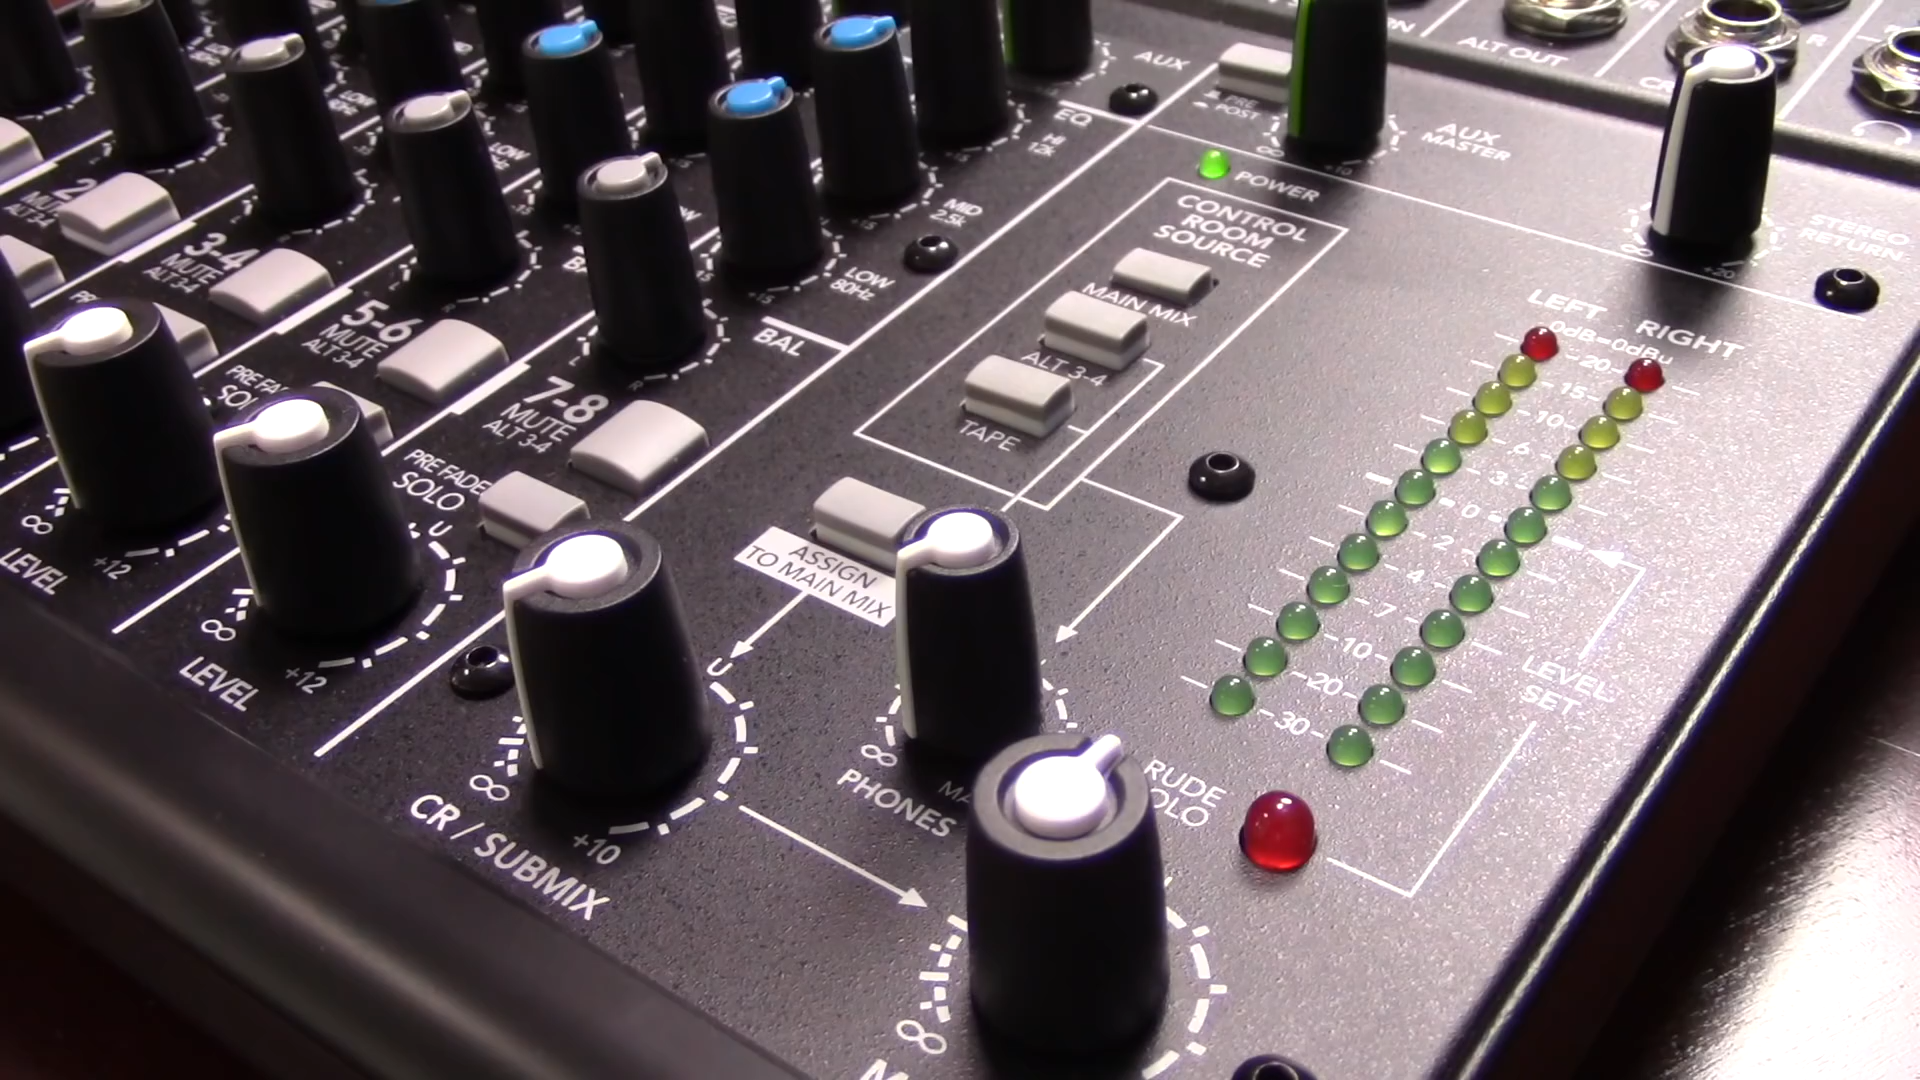 ALT OUT
R
AUX
PRE
POST
∞
+10
AUX
MASTER
POWER
EQ
HI
12k
MID
2.5k
+15
LOW
80Hz
+15
BAL
L
R
CONTROL
ROOM
SOURCE
MAIN MIX
ALT 3-4
TAPE
STEREO
RETURN
∞
+20
LEFT RIGHT
0dB=0dBu
20
15
10
6
3
0
2
4
7
10
20
30
LEVEL
SET
2
MUTE
ALT 3-4
3-4
MUTE
ALT 3-4
5-6
MUTE
ALT 3-4
7-8
MUTE
ALT 3-4
PRE FADE
SOLO
ASSIGN
TO MAIN MIX
∞
+12
LEVEL
U
∞
+12
LEVEL
U
∞
+10
CR / SUBMIX
∞
PHONES
RUDE
∞